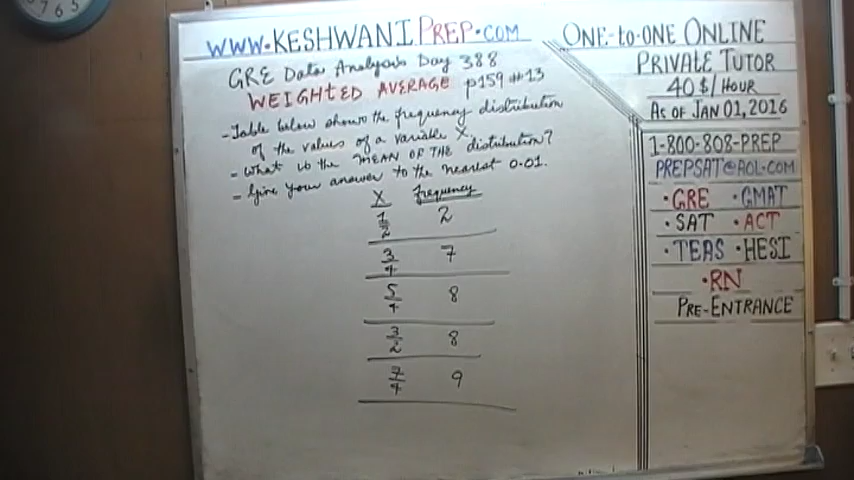 7 6 5
WWW.KESHWANIPREP.COM
GRE Data Analysis Day 388
WEIGHTED AVERAGE p159 #13
- Table below shows the frequency distribution
of the values of a variable X.
- What is the MEAN OF THE distribution?
- Give your answer to the nearest 0.01.
X frequency
1/2 2
3/4 7
5/4 8
3/2 8
7/4 9
ONE-to-ONE ONLINE
PRIVATE TUTOR
40 $/HOUR
AS OF JAN 01, 2016
1-800-808-PREP
PREPSAT@AOL.COM
• GRE • GMAT
• SAT • ACT
• TEAS • HESI
• RN
PRE-ENTRANCE